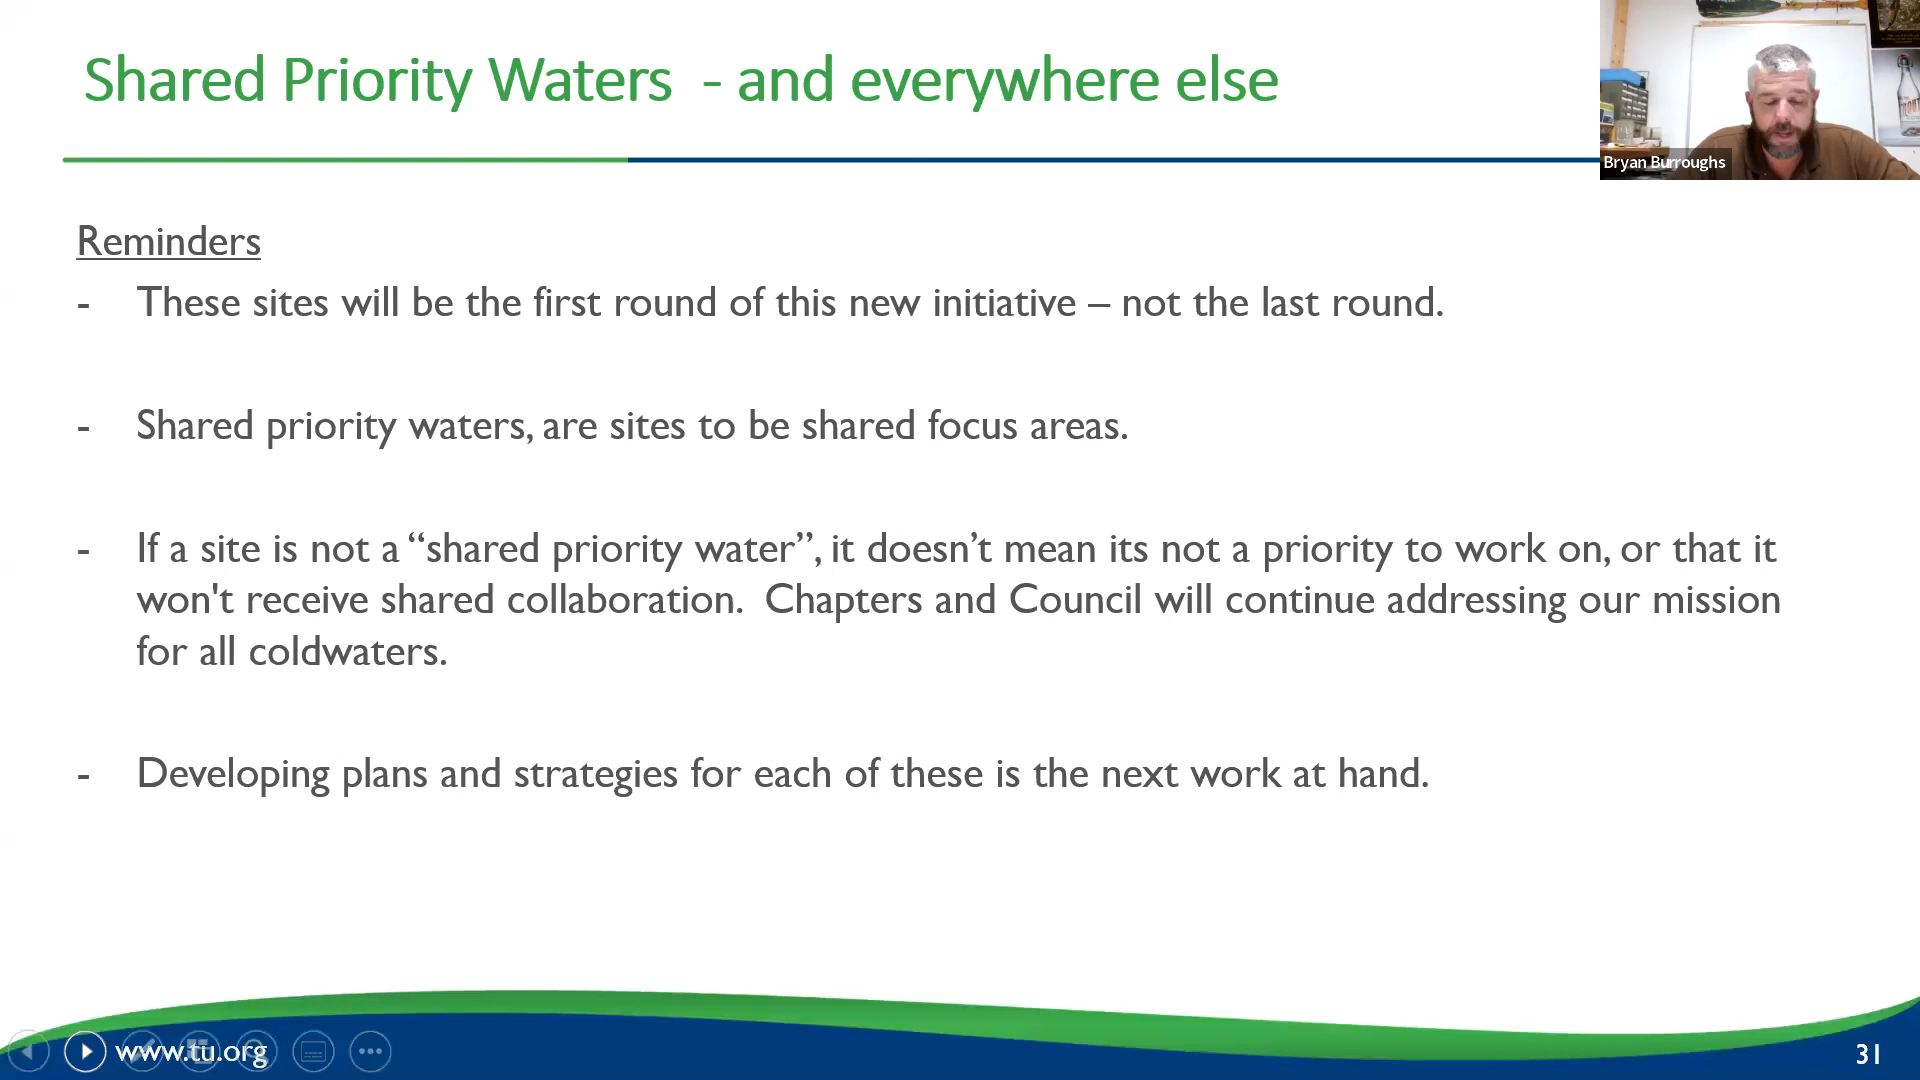 Shared Priority Waters  - and everywhere else
Bryan Burroughs
Reminders
- These sites will be the first round of this new initiative – not the last round.
- Shared priority waters, are sites to be shared focus areas.
- If a site is not a “shared priority water”, it doesn’t mean its not a priority to work on, or that it
won't receive shared collaboration.  Chapters and Council will continue addressing our mission
for all coldwaters.
- Developing plans and strategies for each of these is the next work at hand.
www.tu.org
31